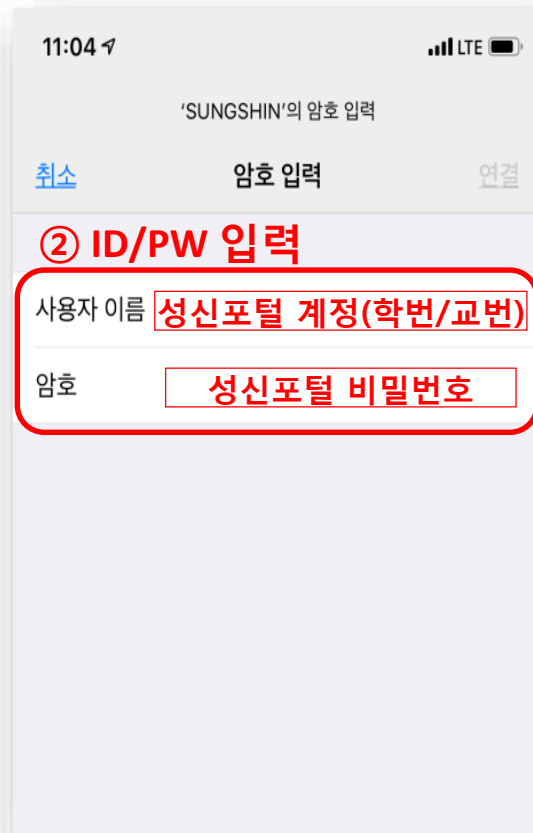 11:04 LTE
'SUNGSHIN'의 암호 입력
취소 암호 입력 연결
② ID/PW 입력
사용자 이름 성신포털 계정(학번/교번)
암호 성신포털 비밀번호